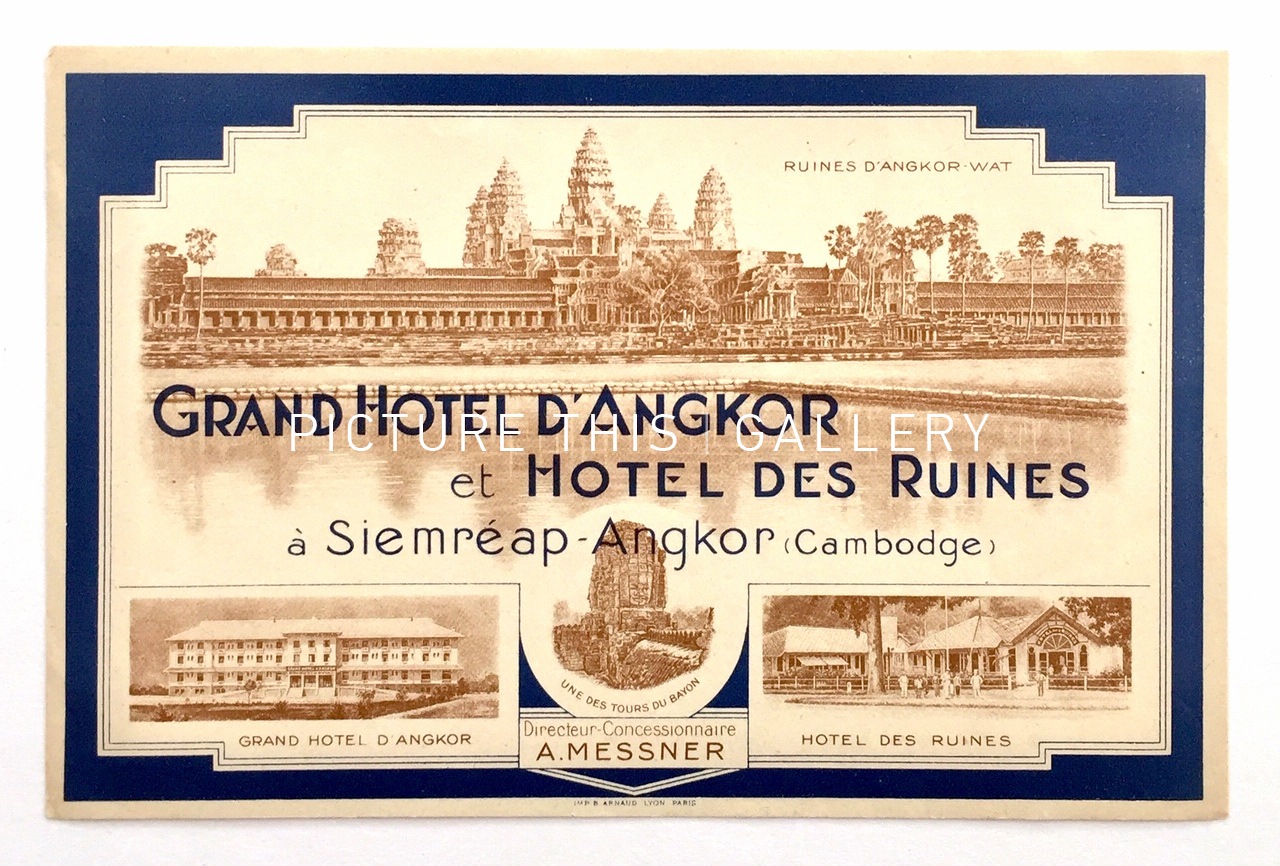 RUINES D'ANGKOR-WAT
GRAND HOTEL D'ANGKOR
PICTURE THIS GALLERY
et HOTEL DES RUINES
à Siemréap-Angkor (Cambodge)
UNE DES TOURS DU BAYON
GRAND HOTEL D'ANGKOR
Directeur-Concessionnaire
A. MESSNER
HOTEL DES RUINES
IMP. B. ARNAUD LYON PARIS